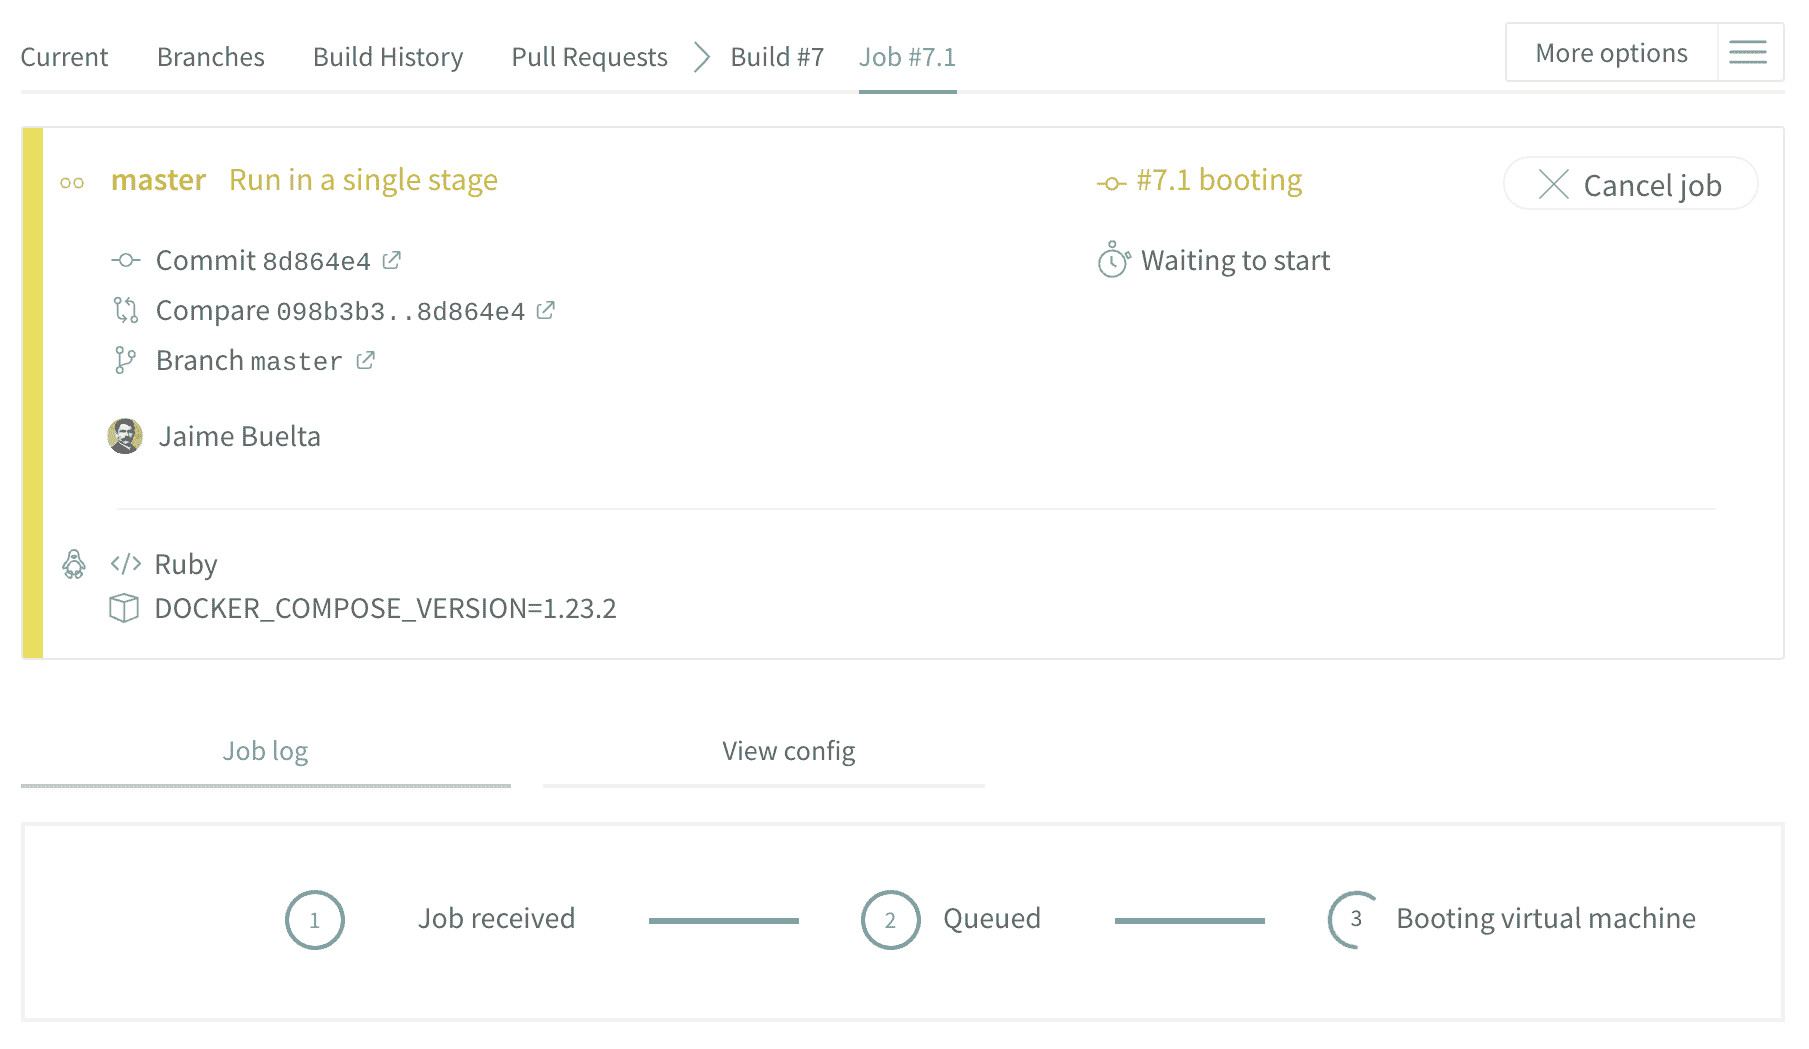 Current Branches Build History Pull Requests Build #7 Job #7.1 More options
master Run in a single stage #7.1 booting Cancel job
Commit 8d864e4 Waiting to start
Compare 098b3b3..8d864e4
Branch master
Jaime Buelta
</> Ruby
DOCKER_COMPOSE_VERSION=1.23.2
Job log View config
1 Job received 2 Queued 3 Booting virtual machine